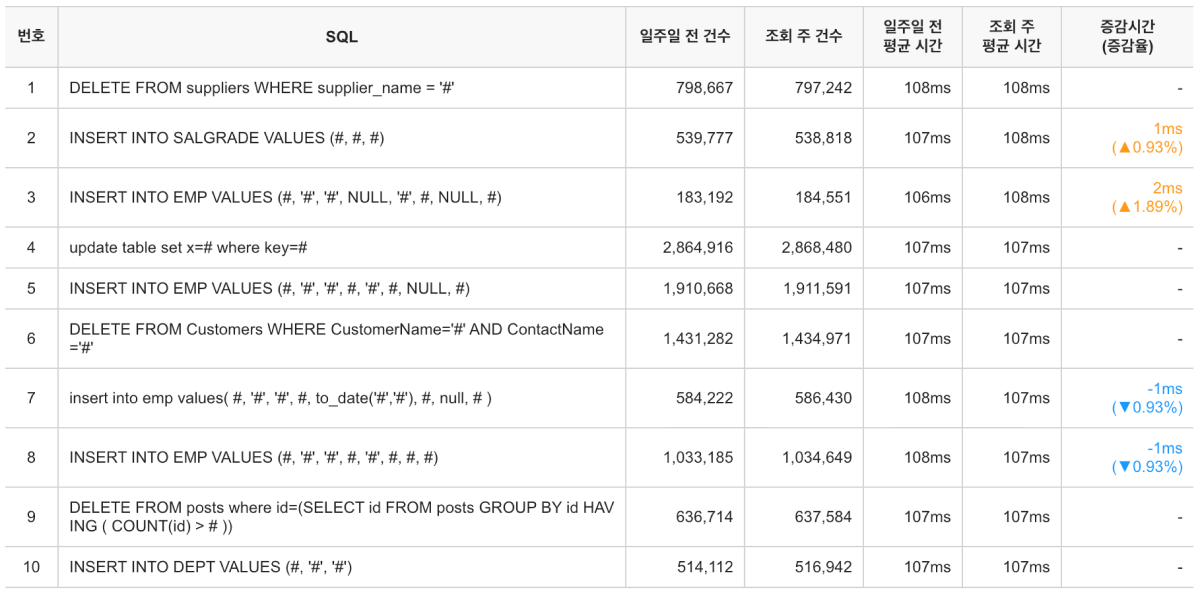 번호 SQL 일주일 전 건수 조회 주 건수 일주일 전 평균 시간 조회 주 평균 시간 증감시간 (증감율)
1 DELETE FROM suppliers WHERE supplier_name = '#' 798,667 797,242 108ms 108ms -
2 INSERT INTO SALGRADE VALUES (#, #, #) 539,777 538,818 107ms 108ms 1ms
(▲0.93%)
3 INSERT INTO EMP VALUES (#, '#', '#', NULL, '#', #, NULL, #) 183,192 184,551 106ms 108ms 2ms
(▲1.89%)
4 update table set x=# where key=# 2,864,916 2,868,480 107ms 107ms -
5 INSERT INTO EMP VALUES (#, '#', '#', #, '#', #, NULL, #) 1,910,668 1,911,591 107ms 107ms -
6 DELETE FROM Customers WHERE CustomerName='#' AND ContactName
='#' 1,431,282 1,434,971 107ms 107ms -
7 insert into emp values( #, '#', '#', #, to_date('#','#'), #, null, # ) 584,222 586,430 108ms 107ms -1ms
(▼0.93%)
8 INSERT INTO EMP VALUES (#, '#', '#', #, '#', #, #, #) 1,033,185 1,034,649 108ms 107ms -1ms
(▼0.93%)
9 DELETE FROM posts where id=(SELECT id FROM posts GROUP BY id HAV
ING ( COUNT(id) > # )) 636,714 637,584 107ms 107ms -
10 INSERT INTO DEPT VALUES (#, '#', '#') 514,112 516,942 107ms 107ms -